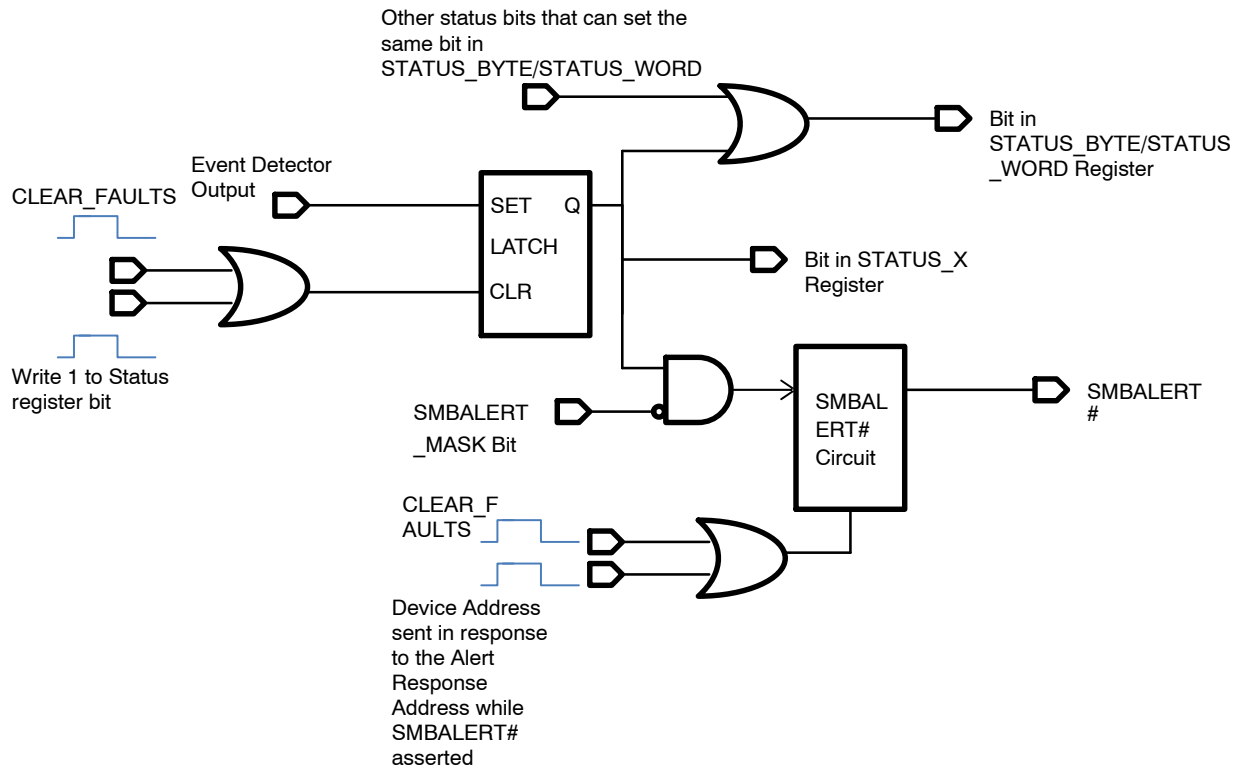 Other status bits that can set the
same bit in
STATUS_BYTE/STATUS_WORD
Bit in
STATUS_BYTE/STATUS
_WORD Register
Event Detector
Output
CLEAR_FAULTS
SET Q
LATCH
CLR
Bit in STATUS_X
Register
Write 1 to Status
register bit
SMBALERT
_MASK Bit
SMBAL
ERT#
Circuit
SMBALERT
#
CLEAR_F
AULTS
Device Address
sent in response
to the Alert
Response
Address while
SMBALERT#
asserted